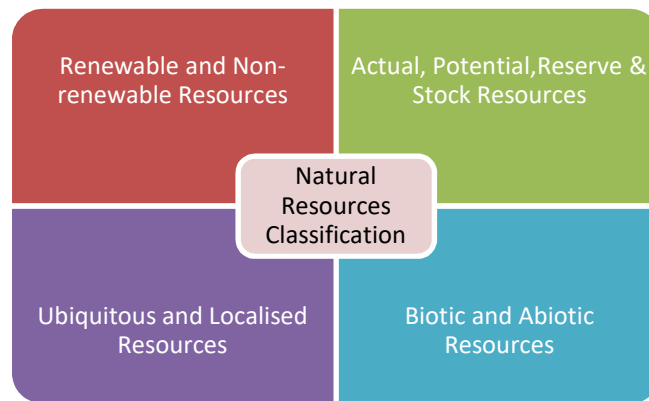 Renewable and Non-
renewable Resources
Actual, Potential,Reserve &
Stock Resources
Natural
Resources
Classification
Ubiquitous and Localised
Resources
Biotic and Abiotic
Resources